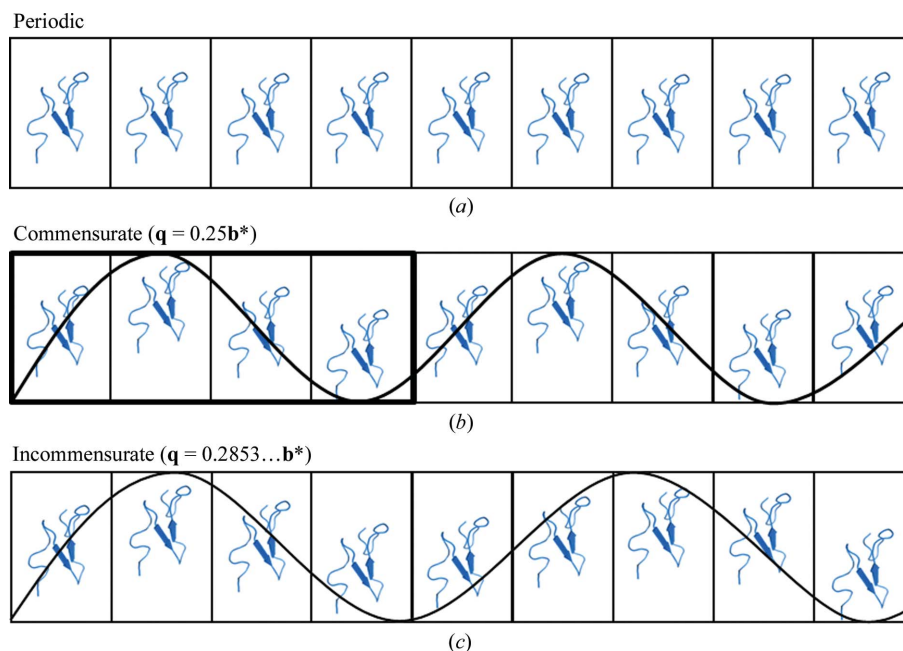 Periodic
(a)
Commensurate (q = 0.25b*)
(b)
Incommensurate (q = 0.2853…b*)
(c)